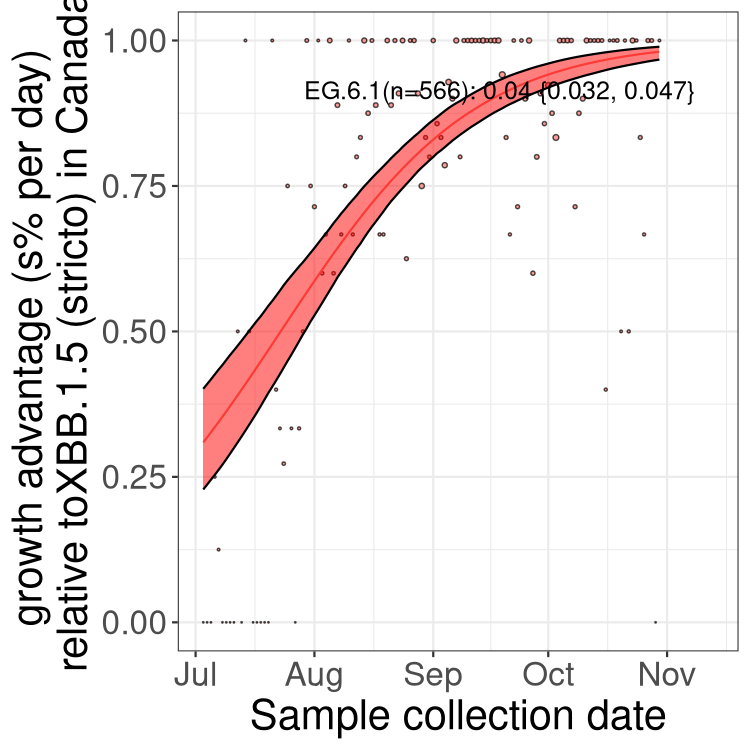 growth advantage (s% per day)
relative toXBB.1.5 (stricto) in Canada
1.00
0.75
0.50
0.25
0.00
EG.6.1(n=566): 0.04 {0.032, 0.047}
Jul Aug Sep Oct Nov
Sample collection date